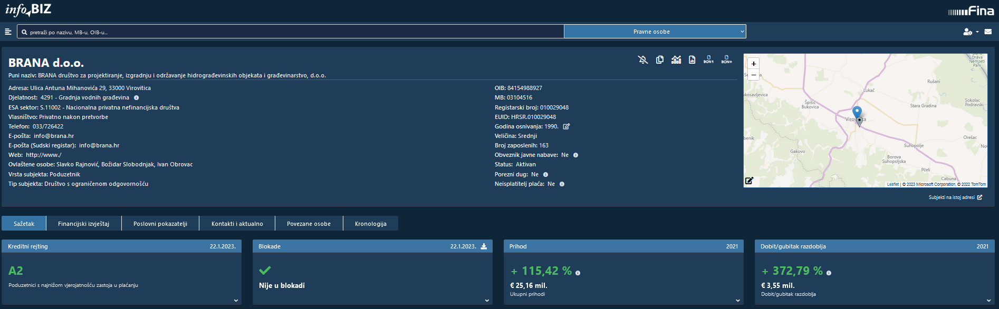 info.BIZ
Fina
pretraži po nazivu, MB-u, OIB-u...
Pravne osobe
BRANA d.o.o.
BON1
BON+
Puni naziv: BRANA društvo za projektiranje, izgradnju i održavanje hidrograđevinskih objekata i građevinarstvo, d.o.o.
Adresa: Ulica Antuna Mihanovića 29, 33000 Virovitica
Djelatnost: 4291 - Gradnja vodnih građevina
ESA sektor: S.11002 - Nacionalna privatna nefinancijska društva
Vlasništvo: Privatno nakon pretvorbe
Telefon: 033/726422
E-pošta: info@brana.hr
E-pošta (Sudski registar): info@brana.hr
Web: http://www./
Ovlaštene osobe: Slavko Rajnović, Božidar Slobodnjak, Ivan Obrovac
Vrsta subjekta: Poduzetnik
Tip subjekta: Društvo s ograničenom odgovornošću
OIB: 84154988927
MB: 03104516
Registarski broj: 010029048
EUID: HRSR.010029048
Godina osnivanja: 1990.
Veličina: Srednji
Broj zaposlenih: 163
Obveznik javne nabave: Ne
Status: Aktivan
Porezni dug: Ne
Neisplatitelj plaća: Ne
+
−
Dráva
Nemzeti
Park
Rušani
Lukač
Špišić
Bukovica
Stara Gradina
Sokolac
Podravski
Orešac
Suhopolje
Gakovo
Borova
Suhopoljska
Pčeli
Cabuna
Leaflet | © 2023 Microsoft Corporation, © 2022 TomTom
Subjekti na istoj adresi
Sažetak
Financijski izvještaj
Poslovni pokazatelji
Kontakti i aktualno
Povezane osobe
Kronologija
Kreditni rejting 22.1.2023.
A2
Poduzetnici s najnižom vjerojatnošću zastoja u plaćanju
Blokade 22.1.2023.
Nije u blokadi
Prihod 2021
+ 115,42 %
€ 25,16 mil.
Ukupni prihodi
Dobit/gubitak razdoblja 2021
+ 372,79 %
€ 3,55 mil.
Dobit/gubitak razdoblja